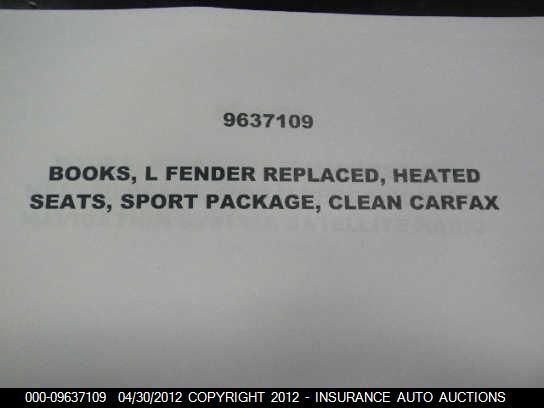 9637109
BOOKS, L FENDER REPLACED, HEATED
SEATS, SPORT PACKAGE, CLEAN CARFAX
000-09637109 04/30/2012 COPYRIGHT 2012 - INSURANCE AUTO AUCTIONS